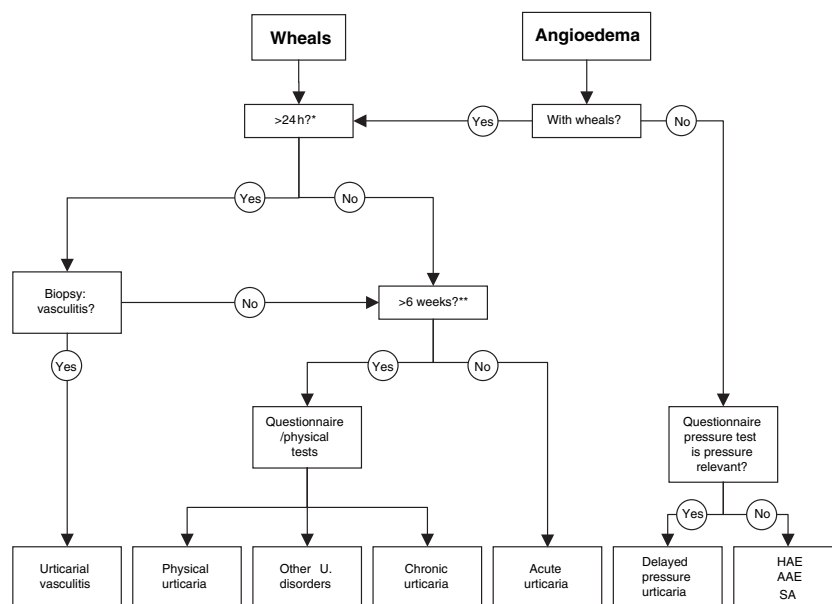 Wheals
Angioedema
>24h?*
Yes
With wheals?
No
Yes
No
Biopsy:
vasculitis?
No
>6 weeks?**
Yes
Yes
No
Questionnaire
/physical
tests
Questionnaire
pressure test
is pressure
relevant?
Yes
No
Urticarial
vasculitis
Physical
urticaria
Other U.
disorders
Chronic
urticaria
Acute
urticaria
Delayed
pressure
urticaria
HAE
AAE
SA